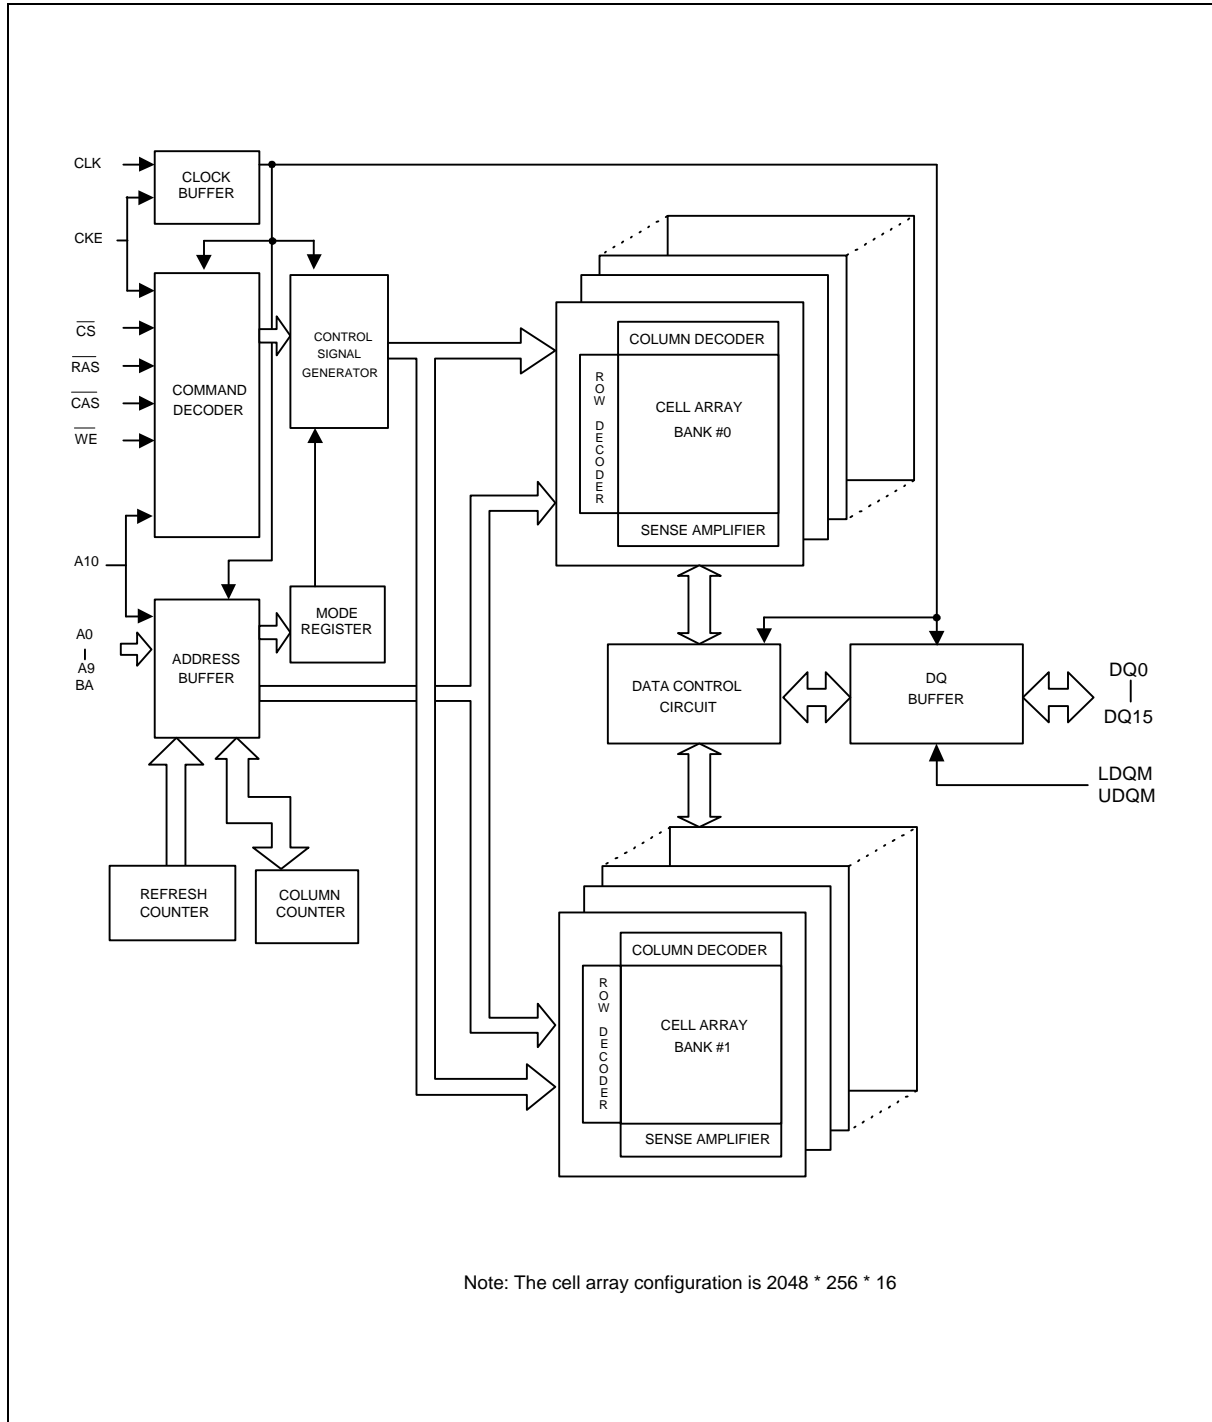 CLK
CLOCK
BUFFER
CKE
CS
RAS
CAS
WE
COMMAND
DECODER
CONTROL
SIGNAL
GENERATOR
A10
A0
A9
BA
ADDRESS
BUFFER
MODE
REGISTER
REFRESH
COUNTER
COLUMN
COUNTER
COLUMN DECODER
ROW DECODER
CELL ARRAY
BANK #0
SENSE AMPLIFIER
DATA CONTROL
CIRCUIT
DQ
BUFFER
DQ0
DQ15
LDQM
UDQM
COLUMN DECODER
ROW DECODER
CELL ARRAY
BANK #1
SENSE AMPLIFIER
Note: The cell array configuration is 2048 * 256 * 16